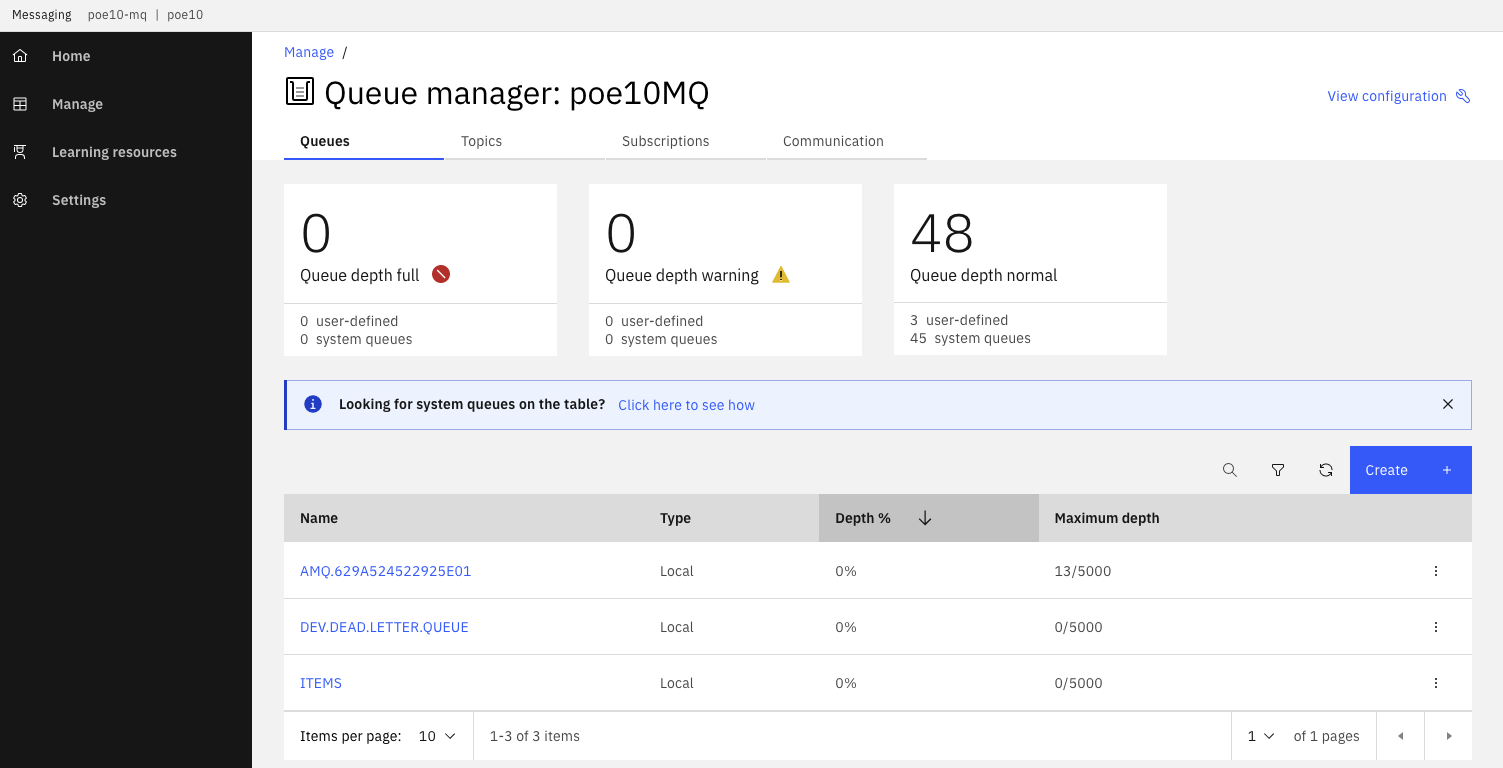 Messaging poe10-mq | poe10
Home
Manage
Learning resources
Settings
Manage /
Queue manager: poe10MQ
View configuration
Queues Topics Subscriptions Communication
0
Queue depth full
0 user-defined
0 system queues
0
Queue depth warning
0 user-defined
0 system queues
48
Queue depth normal
3 user-defined
45 system queues
Looking for system queues on the table? Click here to see how
Create +
Name Type Depth % Maximum depth
AMQ.629A524522925E01 Local 0% 13/5000
DEV.DEAD.LETTER.QUEUE Local 0% 0/5000
ITEMS Local 0% 0/5000
Items per page: 10 1-3 of 3 items 1 of 1 pages